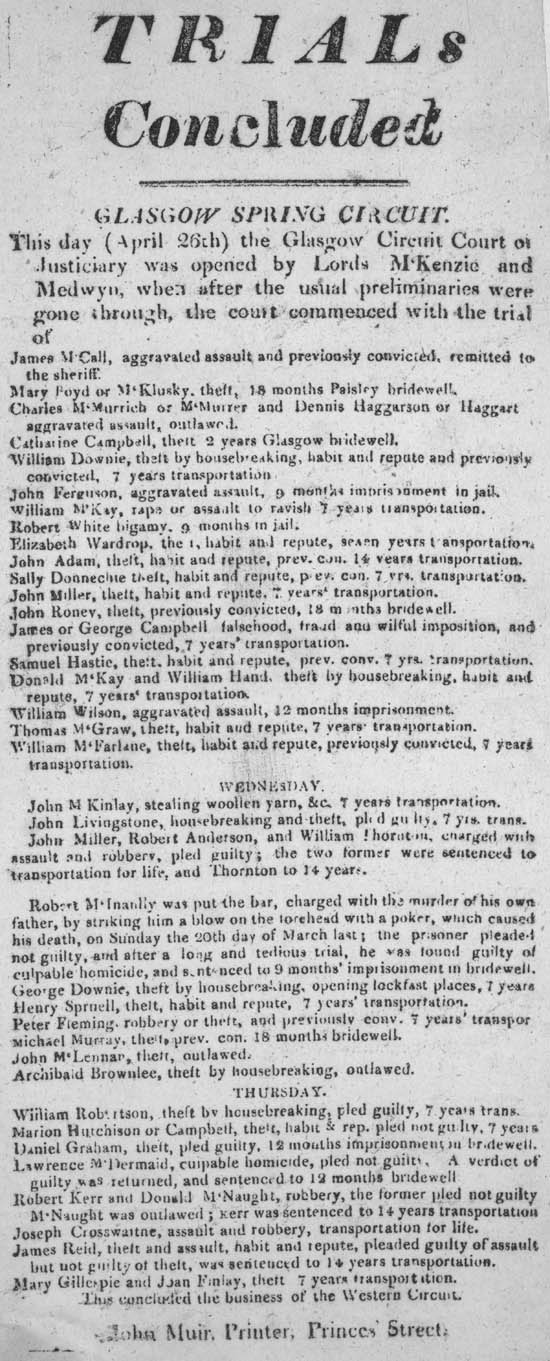 TRIALs
Concluded
GLASGOW SPRING CIRCUIT.
This day (April 26th) the Glasgow Circuit Court of
Justiciary was opened by Lords M'Kenzie and
Medwyn, when after the usual preliminaries were
gone through, the court commenced with the trial
of
James M'Call, aggravated assault and previously convicted, remitted to
the sheriff.
Mary Foyd or M'Klusky, theft, 18 months Paisley bridewell.
Charles M'Murrich or M'Murrer and Dennis Haggarson or Haggart
aggravated assault, outlawed.
Catharine Campbell, theft 2 years Glasgow bridewell.
William Downie, theft by housebreaking, habit and repute and previously
convicted, 7 years transportation
John Ferguson, aggravated assault, 9 months imprisonment in jail.
William M'Kay, rape or assault to ravish 7 years transportation.
Robert White bigamy, 9 months in jail.
Elizabeth Wardrop, the t, habit and repute, seven years transportation.
John Adam, theft, habit and repute, prev. con. 14 years transportation.
Sally Donnechie theft, habit and repute, prev. con. 7 yrs. transportation.
John Miller, theft, habit and repute, 7 years' transportation.
John Roney, theft, previously convicted, 18 months bridewell.
James or George Campbell falsehood, fraud and wilful imposition, and
previously convicted, 7 years' transportation.
Samuel Hastie, theft, habit and repute, prev. conv. 7 yrs. transportation.
Donald M'Kay and William Hand, theft by housebreaking, habit and
repute, 7 years' transportation.
William Wilson, aggravated assault, 12 months imprisonment.
Thomas M'Graw, theft, habit and repute, 7 years' transportation.
William M'Farlane, theft, habit and repute, previously convicted, 7 years
transportation.
WEDNESDAY.
John M Kinlay, stealing woollen yarn, &c. 7 years transportation.
John Livingstone, housebreaking and theft, pled guilty, 7 yrs. trans.
John Miller, Robert Anderson, and William Thornton, charged with
assault and robbery, pled guilty; the two former were sentenced to
transportation for life, and Thornton to 14 years.
Robert M'Inanlly was put the bar, charged with the murder of his own
father, by striking him a blow on the forehead with a poker, which caused
his death, on Sunday the 20th day of March last; the prisoner pleaded
not guilty, and after a long and tedious trial, he was found guilty of
culpable homicide, and sentenced to 9 months' imprisonment in bridewell.
George Downie, theft by housebreaking, opening lockfast places, 7 years
Henry Spruell, theft, habit and repute, 7 years' transportation.
Peter Fleming, robbery or theft, and previously conv. 7 years' transpor
Michael Murray, theft, prev. con. 18 months bridewell.
John M'Lennar, theft, outlawed.
Archibald Brownlee, theft by housebreaking, outlawed.
THURSDAY.
William Robertson, theft by housebreaking, pled guilty, 7 years trans.
Marion Hutchison or Campbell, theft, habit & rep. pled not guilty, 7 years
Daniel Graham, theft, pled guilty, 12 months imprisonment in bridewell.
Lawrence M'Dermaid, culpable homicide, pled not guilty. A verdict of
guilty was returned, and sentenced to 12 months bridewell
Robert Kerr and Donald M'Naught, robbery, the former pled not guilty
M'Naught was outlawed; Kerr was sentenced to 14 years transportation
Joseph Crosswaitne, assault and robbery, transportation for life.
James Reid, theft and assault, habit and repute, pleaded guilty of assault
but not guilty of theft, was sentenced to 14 years transportation.
Mary Gillespie and Joan Finlay, theft 7 years transportation.
This concluded the business of the Western Circuit.
John Muir, Printer, Princes' Street.